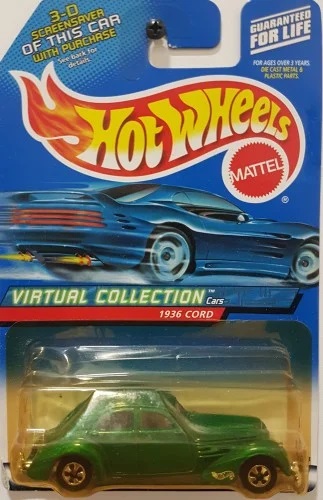 3-D
SCREENSAVER
OF THIS CAR
WITH PURCHASE
See back for
details.
GUARANTEED
FOR LIFE
FOR AGES OVER 3 YEARS
DIE CAST METAL &
PLASTIC PARTS.
HOT WHEELS
MATTEL
®
VIRTUAL COLLECTION™ Cars
1936 CORD